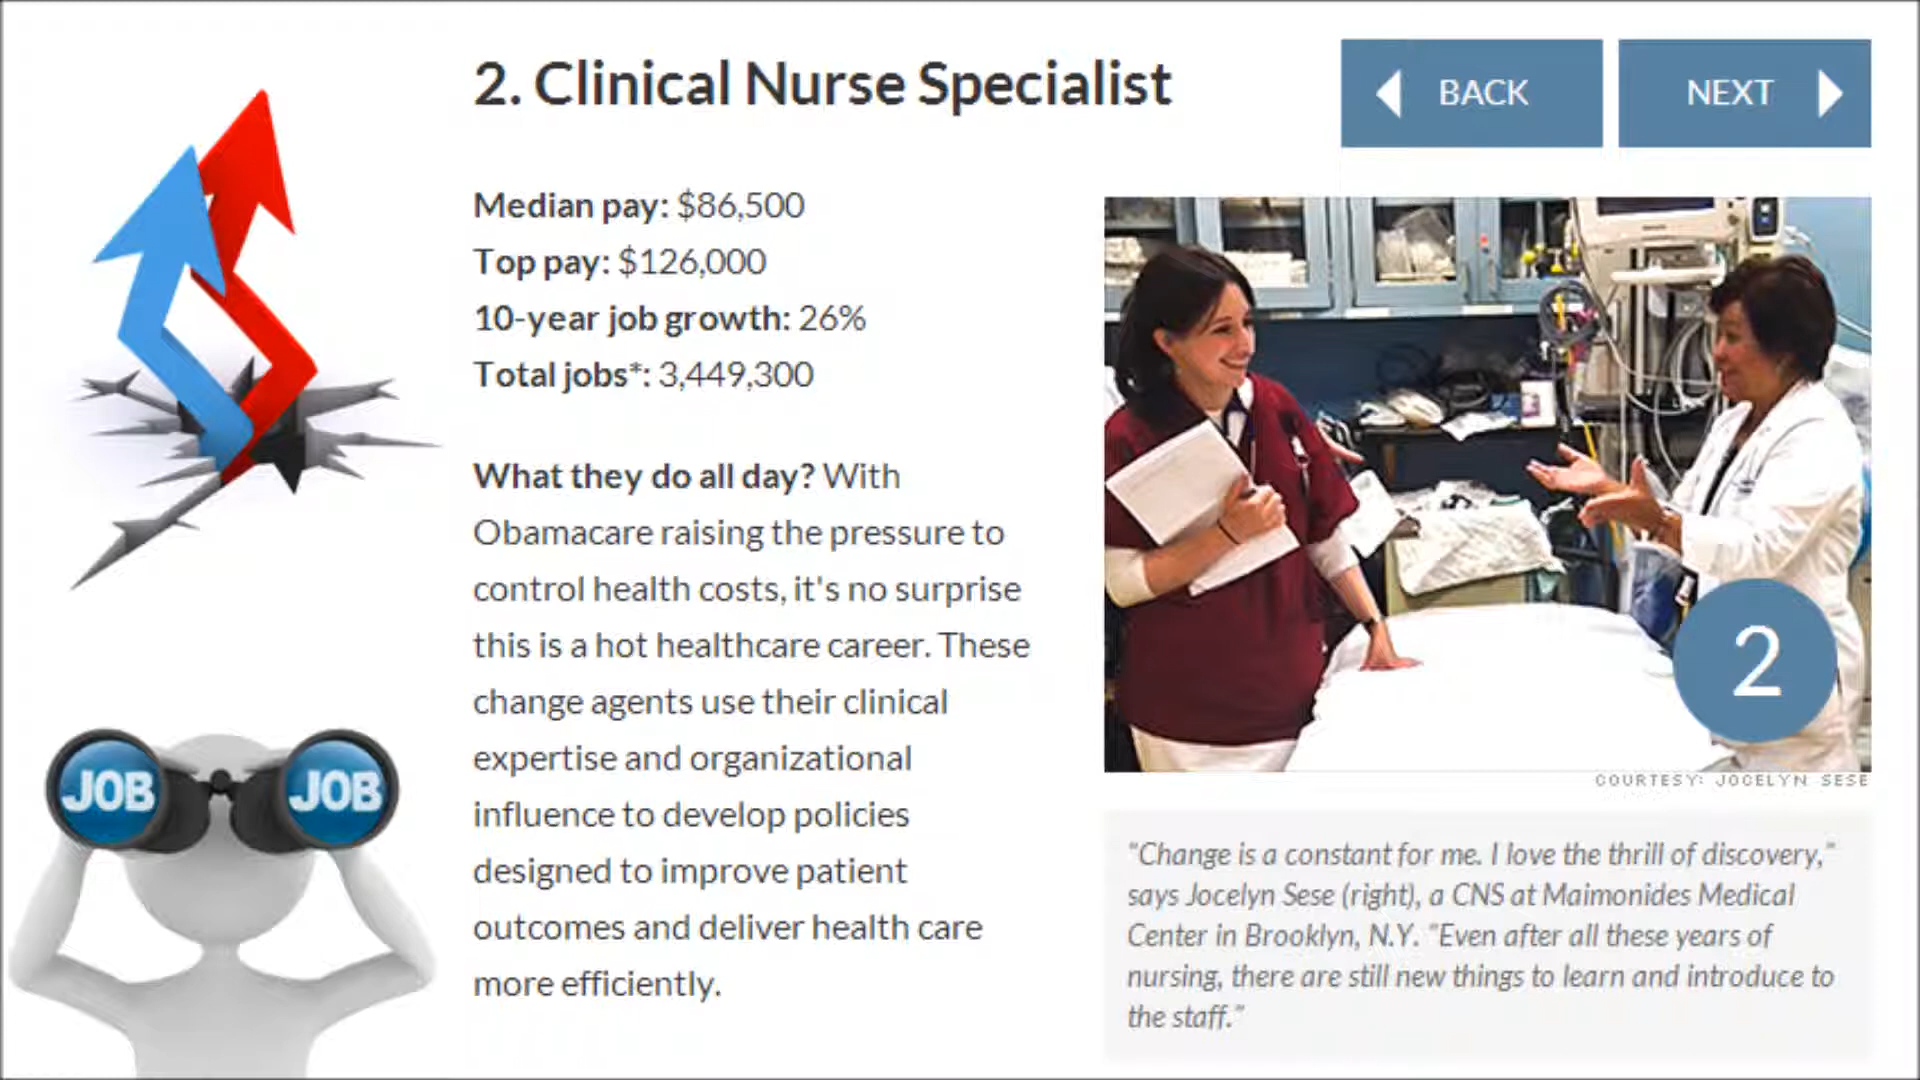 2. Clinical Nurse Specialist
BACK
NEXT
Median pay: $86,500
Top pay: $126,000
10-year job growth: 26%
Total jobs*: 3,449,300
What they do all day? With
Obamacare raising the pressure to
control health costs, it's no surprise
this is a hot healthcare career. These
change agents use their clinical
expertise and organizational
influence to develop policies
designed to improve patient
outcomes and deliver health care
more efficiently.
2
COURTESY: JOCELYN SESE
"Change is a constant for me. I love the thrill of discovery,"
says Jocelyn Sese (right), a CNS at Maimonides Medical
Center in Brooklyn, N.Y. "Even after all these years of
nursing, there are still new things to learn and introduce to
the staff."
JOB
JOB